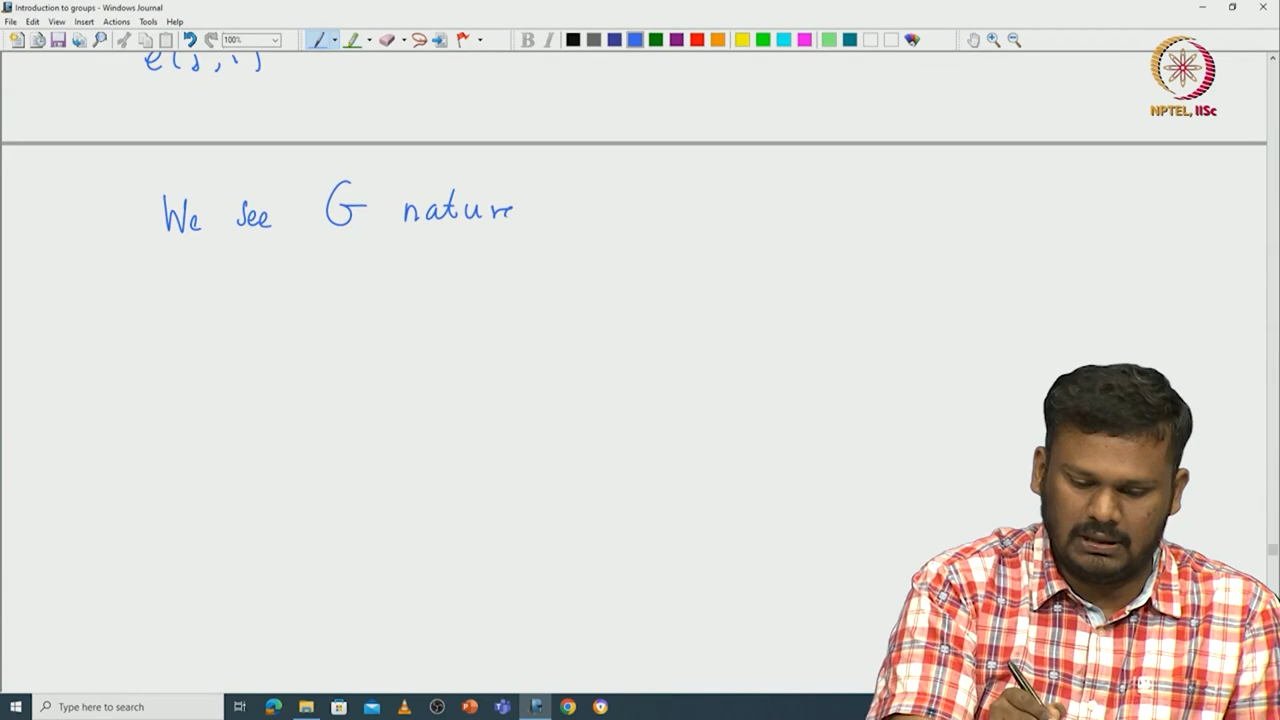 Introduction to groups - Windows Journal
File Edit View Insert Actions Tools Help
100%
B I
NPTEL, IISc
We see G nature
Type here to search